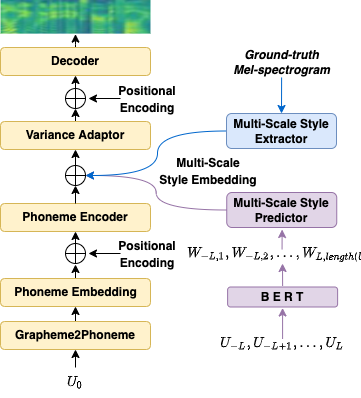 Ground-truth
Mel-spectrogram
Decoder
Positional
Encoding
Variance Adaptor
Multi-Scale Style
Extractor
Multi-Scale
Style Embedding
Phoneme Encoder
Multi-Scale Style
Predictor
Positional
Encoding
W_{-L,1}, W_{-L,2}, ..., W_{L,length(l
Phoneme Embedding
B E R T
Grapheme2Phoneme
U_{-L}, U_{-L+1}, ..., U_L
U_0